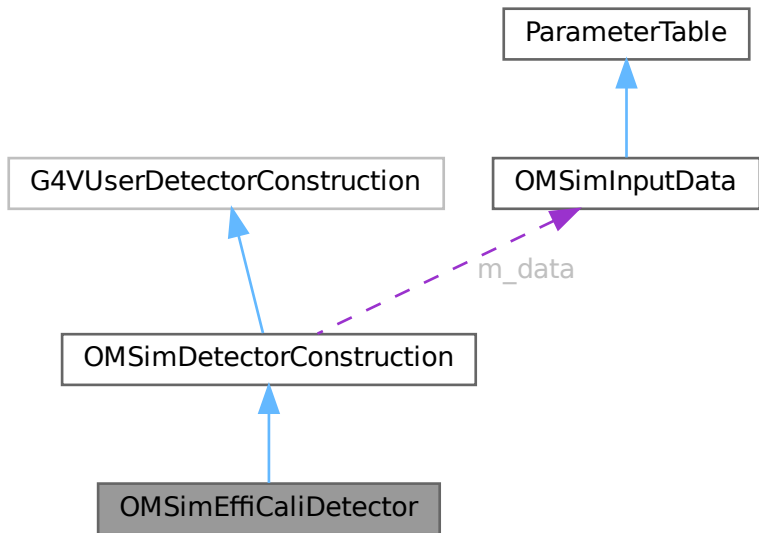 ParameterTable
G4VUserDetectorConstruction
OMSimInputData
m_data
OMSimDetectorConstruction
OMSimEffiCaliDetector